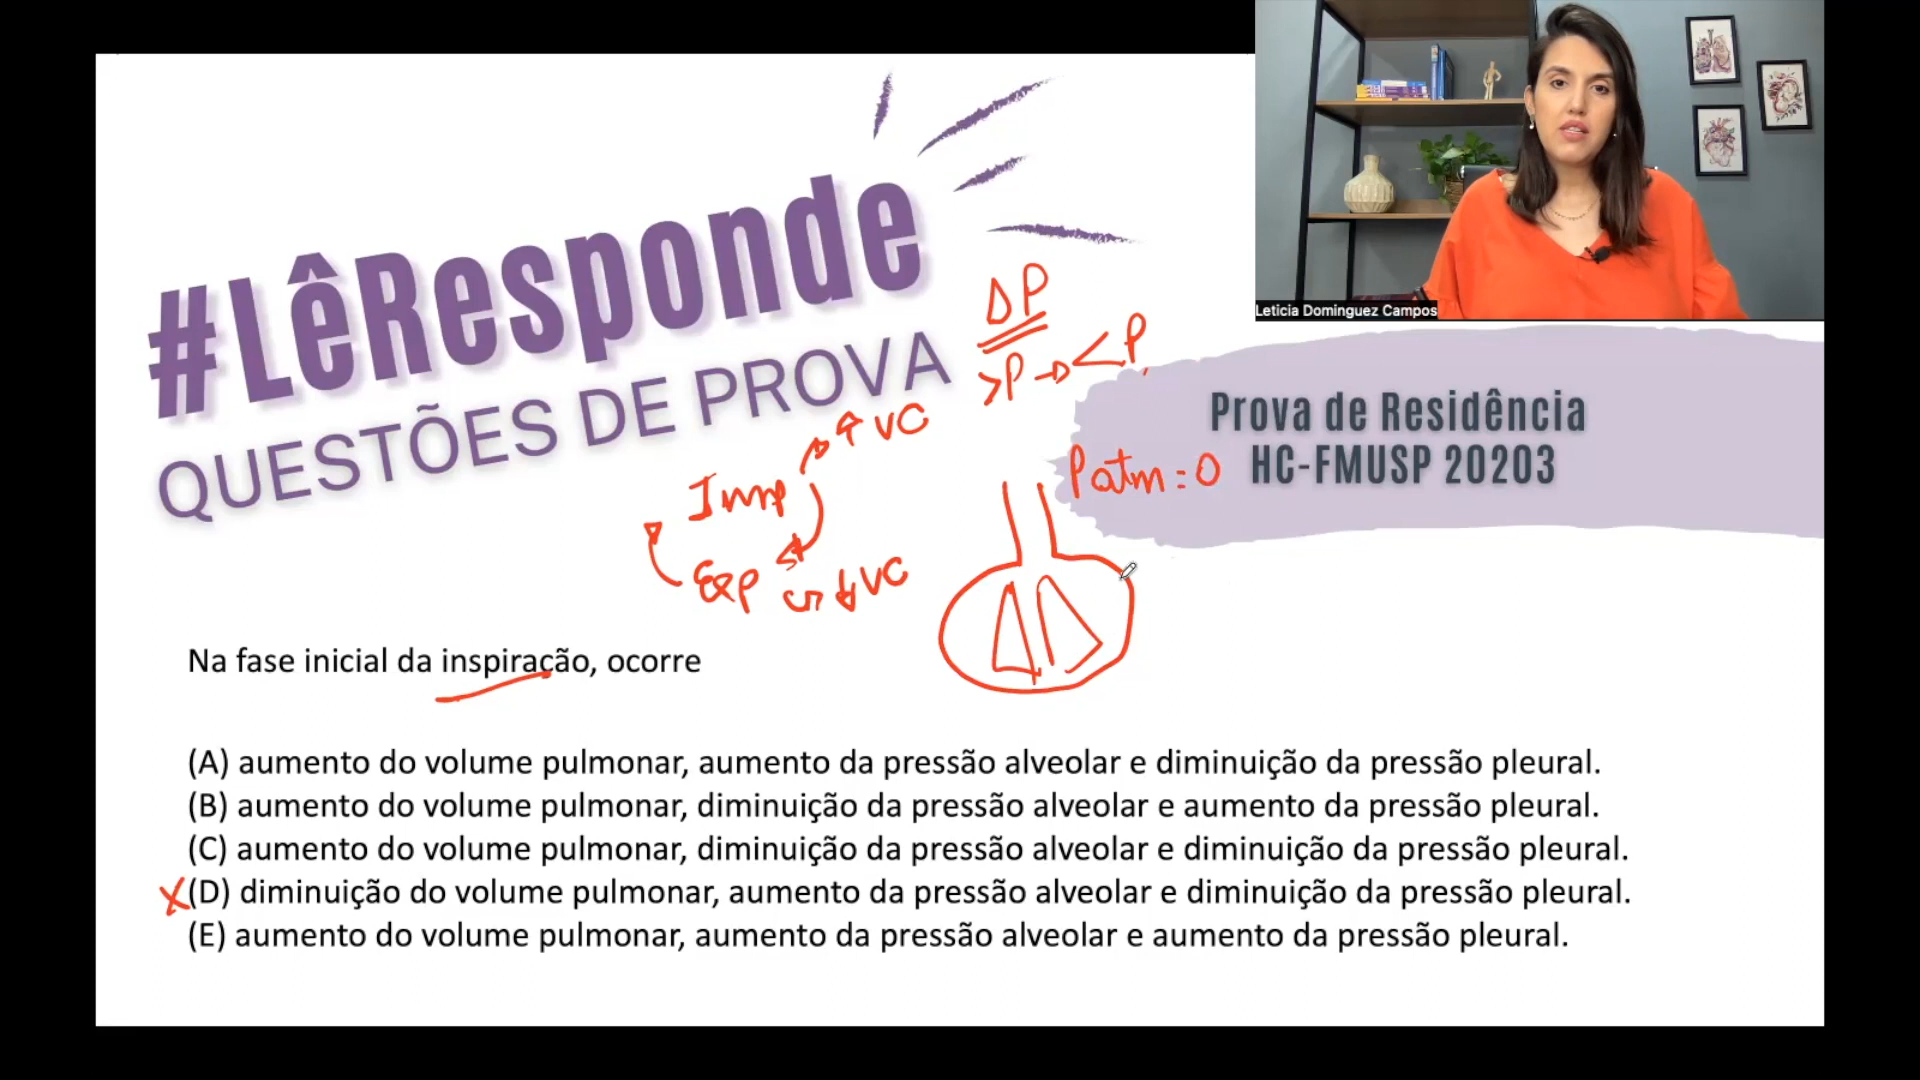 #LêResponde
QUESTÕES DE PROVA
Leticia Dominguez Campos
ΔP
>P → <P
Prova de Residência
HC-FMUSP 20203
Patm = 0
↑ VC
Insp
Exp
↓ VC
Na fase inicial da inspiração, ocorre
(A) aumento do volume pulmonar, aumento da pressão alveolar e diminuição da pressão pleural.
(B) aumento do volume pulmonar, diminuição da pressão alveolar e aumento da pressão pleural.
(C) aumento do volume pulmonar, diminuição da pressão alveolar e diminuição da pressão pleural.
X (D) diminuição do volume pulmonar, aumento da pressão alveolar e diminuição da pressão pleural.
(E) aumento do volume pulmonar, aumento da pressão alveolar e aumento da pressão pleural.